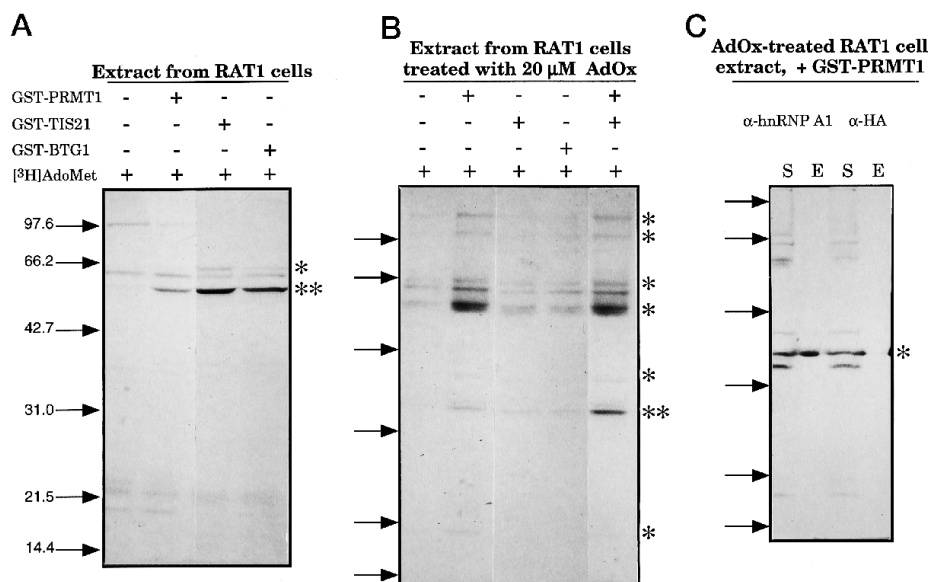 A
Extract from RAT1 cells
GST-PRMT1 - + - -
GST-TIS21 - - + -
GST-BTG1 - - - +
[³H]AdoMet + + + +
97.6
66.2
*
**
42.7
31.0
21.5
14.4
B
Extract from RAT1 cells
treated with 20 µM AdOx
- + - - +
- - + - +
- - - + -
+ + + + +
*
*
*
*
*
**
*
C
AdOx-treated RAT1 cell
extract, + GST-PRMT1
α-hnRNP A1 α-HA
S E S E
*